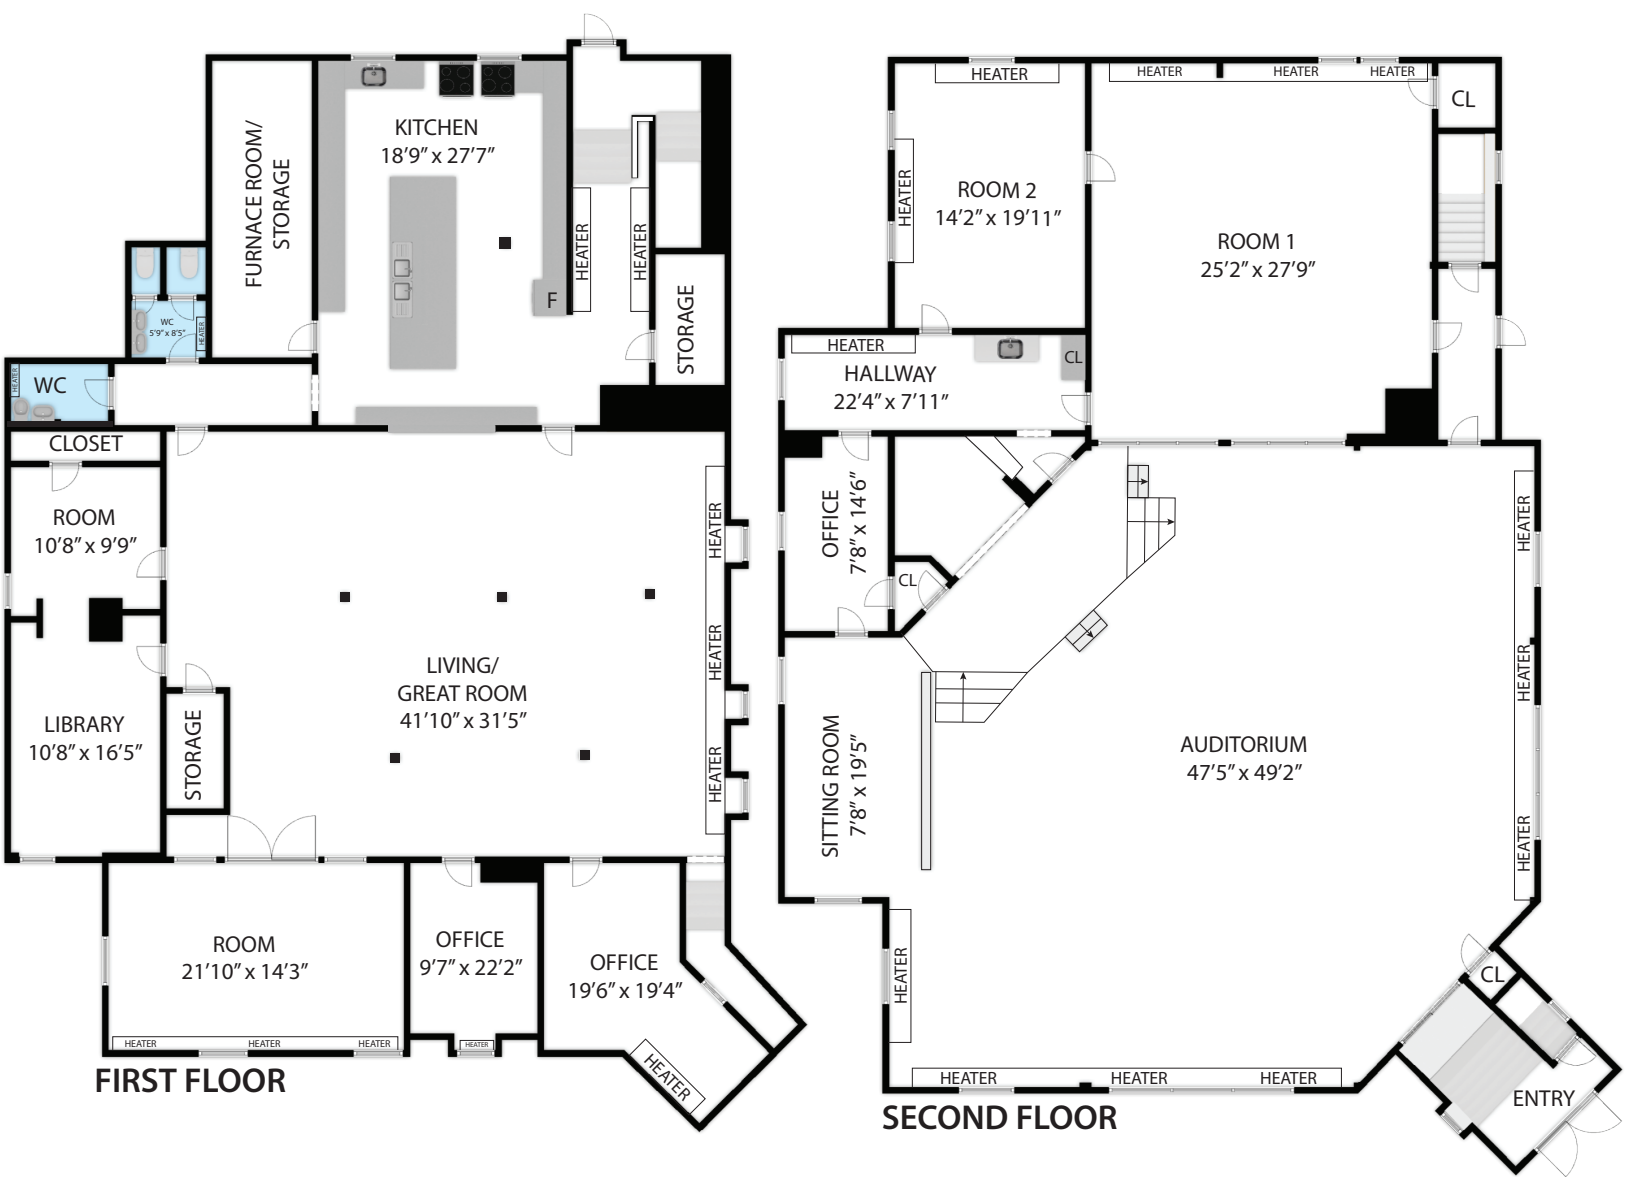 KITCHEN
18'9" x 27'7"
FURNACE ROOM/
STORAGE
HEATER
HEATER
F
STORAGE
WC
5'9" x 8'5"
HEATER
HEATER
WC
CLOSET
ROOM
10'8" x 9'9"
LIBRARY
10'8" x 16'5"
STORAGE
LIVING/
GREAT ROOM
41'10" x 31'5"
HEATER
HEATER
HEATER
ROOM
21'10" x 14'3"
HEATER
HEATER
HEATER
OFFICE
9'7" x 22'2"
HEATER
OFFICE
19'6" x 19'4"
HEATER
FIRST FLOOR
HEATER
HEATER
HEATER
HEATER
CL
HEATER
ROOM 2
14'2" x 19'11"
ROOM 1
25'2" x 27'9"
HEATER
HALLWAY
22'4" x 7'11"
CL
OFFICE
7'8" x 14'6"
CL
SITTING ROOM
7'8" x 19'5"
AUDITORIUM
47'5" x 49'2"
HEATER
HEATER
HEATER
HEATER
CL
HEATER
HEATER
HEATER
ENTRY
SECOND FLOOR